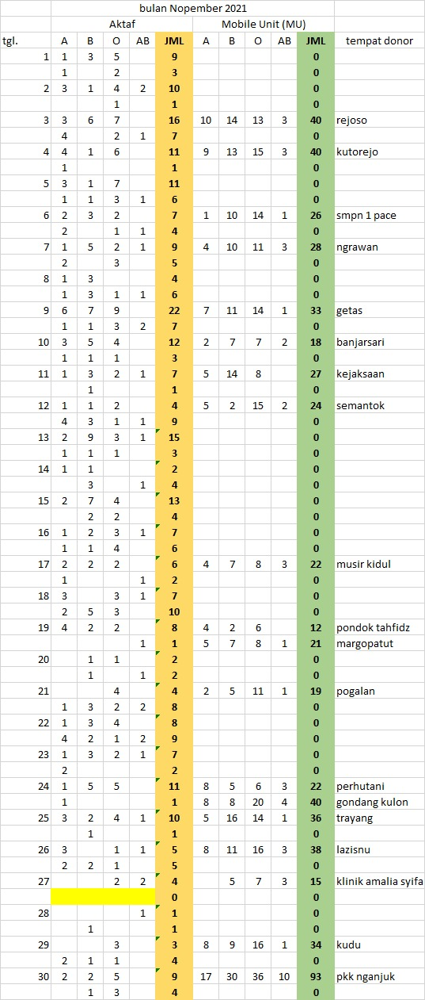 bulan Nopember 2021
Aktaf Mobile Unit (MU)
tgl. A B O AB JML A B O AB JML tempat donor
1 1 3 5 9 0
1 2 3 0
2 3 1 4 2 10 0
1 1 0
3 3 6 7 16 10 14 13 3 40 rejoso
4 2 1 7 0
4 4 1 6 11 9 13 15 3 40 kutorejo
1 1 0
5 3 1 7 11 0
1 1 3 1 6 0
6 2 3 2 7 1 10 14 1 26 smpn 1 pace
2 1 1 4 0
7 1 5 2 1 9 4 10 11 3 28 ngrawan
2 3 5 0
8 1 3 4 0
1 3 1 1 6 0
9 6 7 9 22 7 11 14 1 33 getas
1 1 3 2 7 0
10 3 5 4 12 2 7 7 2 18 banjarsari
1 1 1 3 0
11 1 3 2 1 7 5 14 8 27 kejaksaan
1 1 0
12 1 1 2 4 5 2 15 2 24 semantok
4 3 1 1 9 0
13 2 9 3 1 15 0
1 1 1 3 0
14 1 1 2 0
3 1 4 0
15 2 7 4 13 0
2 2 4 0
16 1 2 3 1 7 0
1 1 4 6 0
17 2 2 2 6 4 7 8 3 22 musir kidul
1 1 2 0
18 3 3 1 7 0
2 5 3 10 0
19 4 2 2 8 4 2 6 12 pondok tahfidz
1 1 5 7 8 1 21 margopatut
20 1 1 2 0
1 1 2 0
21 4 4 2 5 11 1 19 pogalan
1 3 2 2 8 0
22 1 3 4 8 0
4 2 1 2 9 0
23 1 3 2 1 7 0
2 2 0
24 1 5 5 11 8 5 6 3 22 perhutani
1 1 8 8 20 4 40 gondang kulon
25 3 2 4 1 10 5 16 14 1 36 trayang
1 1 0
26 3 1 1 5 8 11 16 3 38 lazisnu
2 2 1 5 0
27 2 2 4 5 7 3 15 klinik amalia syifa
0 0
28 1 1 0
1 1 0
29 3 3 8 9 16 1 34 kudu
2 1 1 4 0
30 2 2 5 9 17 30 36 10 93 pkk nganjuk
1 3 4 0